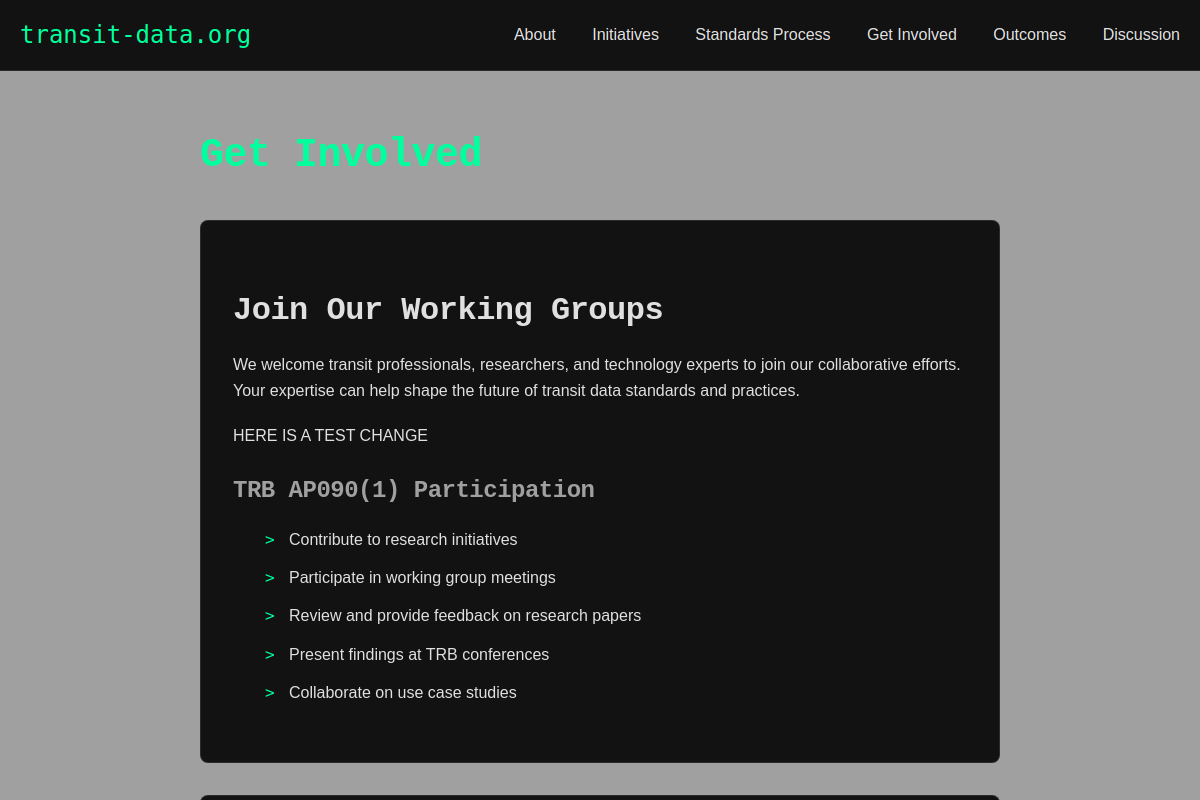 transit-data.org
About Initiatives Standards Process Get Involved Outcomes Discussion
Get Involved
Join Our Working Groups
We welcome transit professionals, researchers, and technology experts to join our collaborative efforts.
Your expertise can help shape the future of transit data standards and practices.
HERE IS A TEST CHANGE
TRB AP090(1) Participation
> Contribute to research initiatives
> Participate in working group meetings
> Review and provide feedback on research papers
> Present findings at TRB conferences
> Collaborate on use case studies